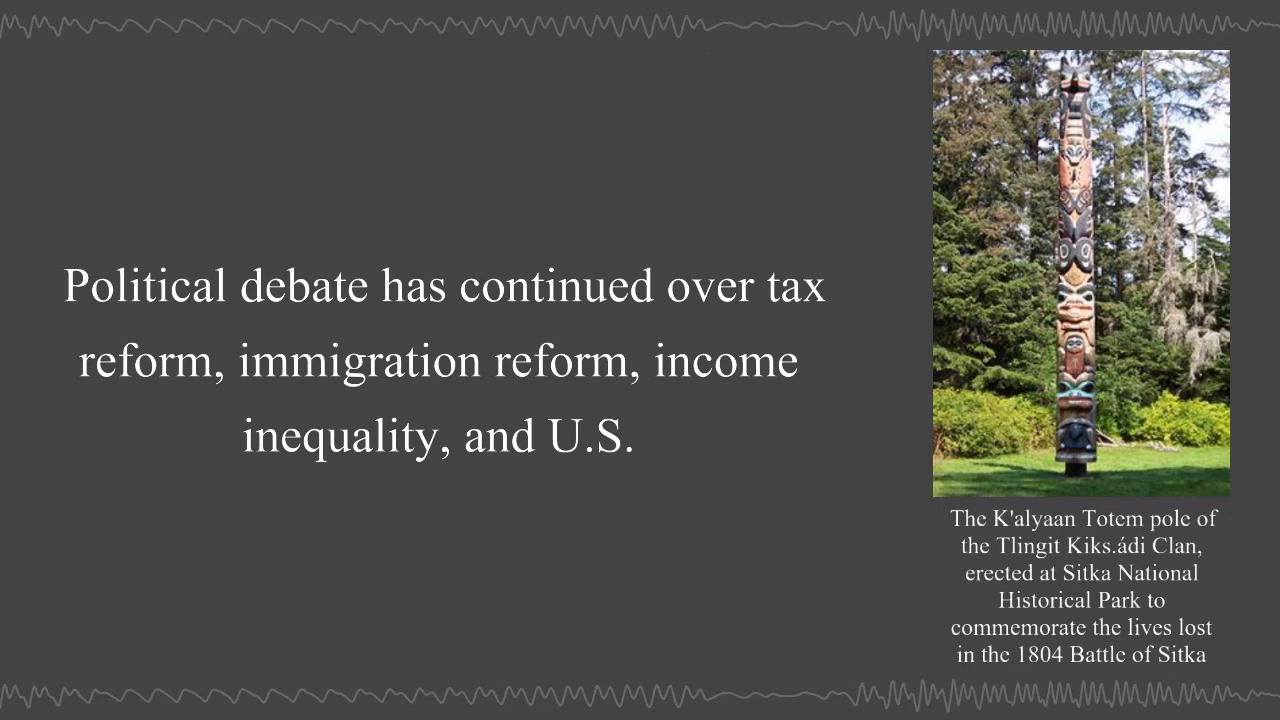 Political debate has continued over tax
reform, immigration reform, income
inequality, and U.S.
The K'alyaan Totem pole of
the Tlingit Kiks.ádi Clan,
erected at Sitka National
Historical Park to
commemorate the lives lost
in the 1804 Battle of Sitka